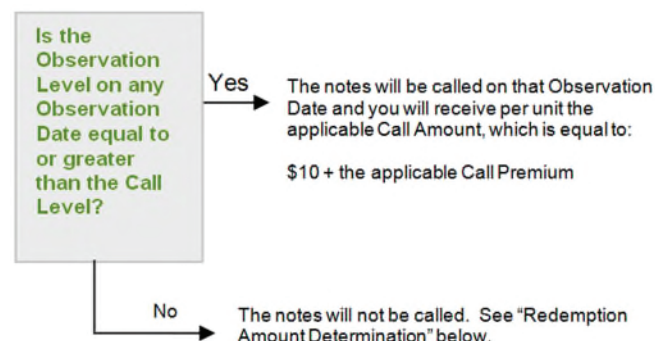 Is the
Observation
Level on any
Observation
Date equal to
or greater
than the Call
Level?
Yes
The notes will be called on that Observation
Date and you will receive per unit the
applicable Call Amount, which is equal to:
$10 + the applicable Call Premium
No
The notes will not be called. See “Redemption
Amount Determination” below.